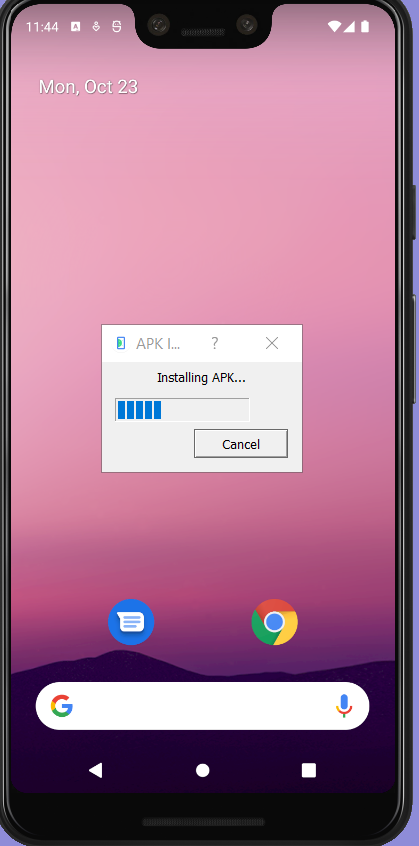 11:44
Mon, Oct 23
APK I...
?
Installing APK...
Cancel
G